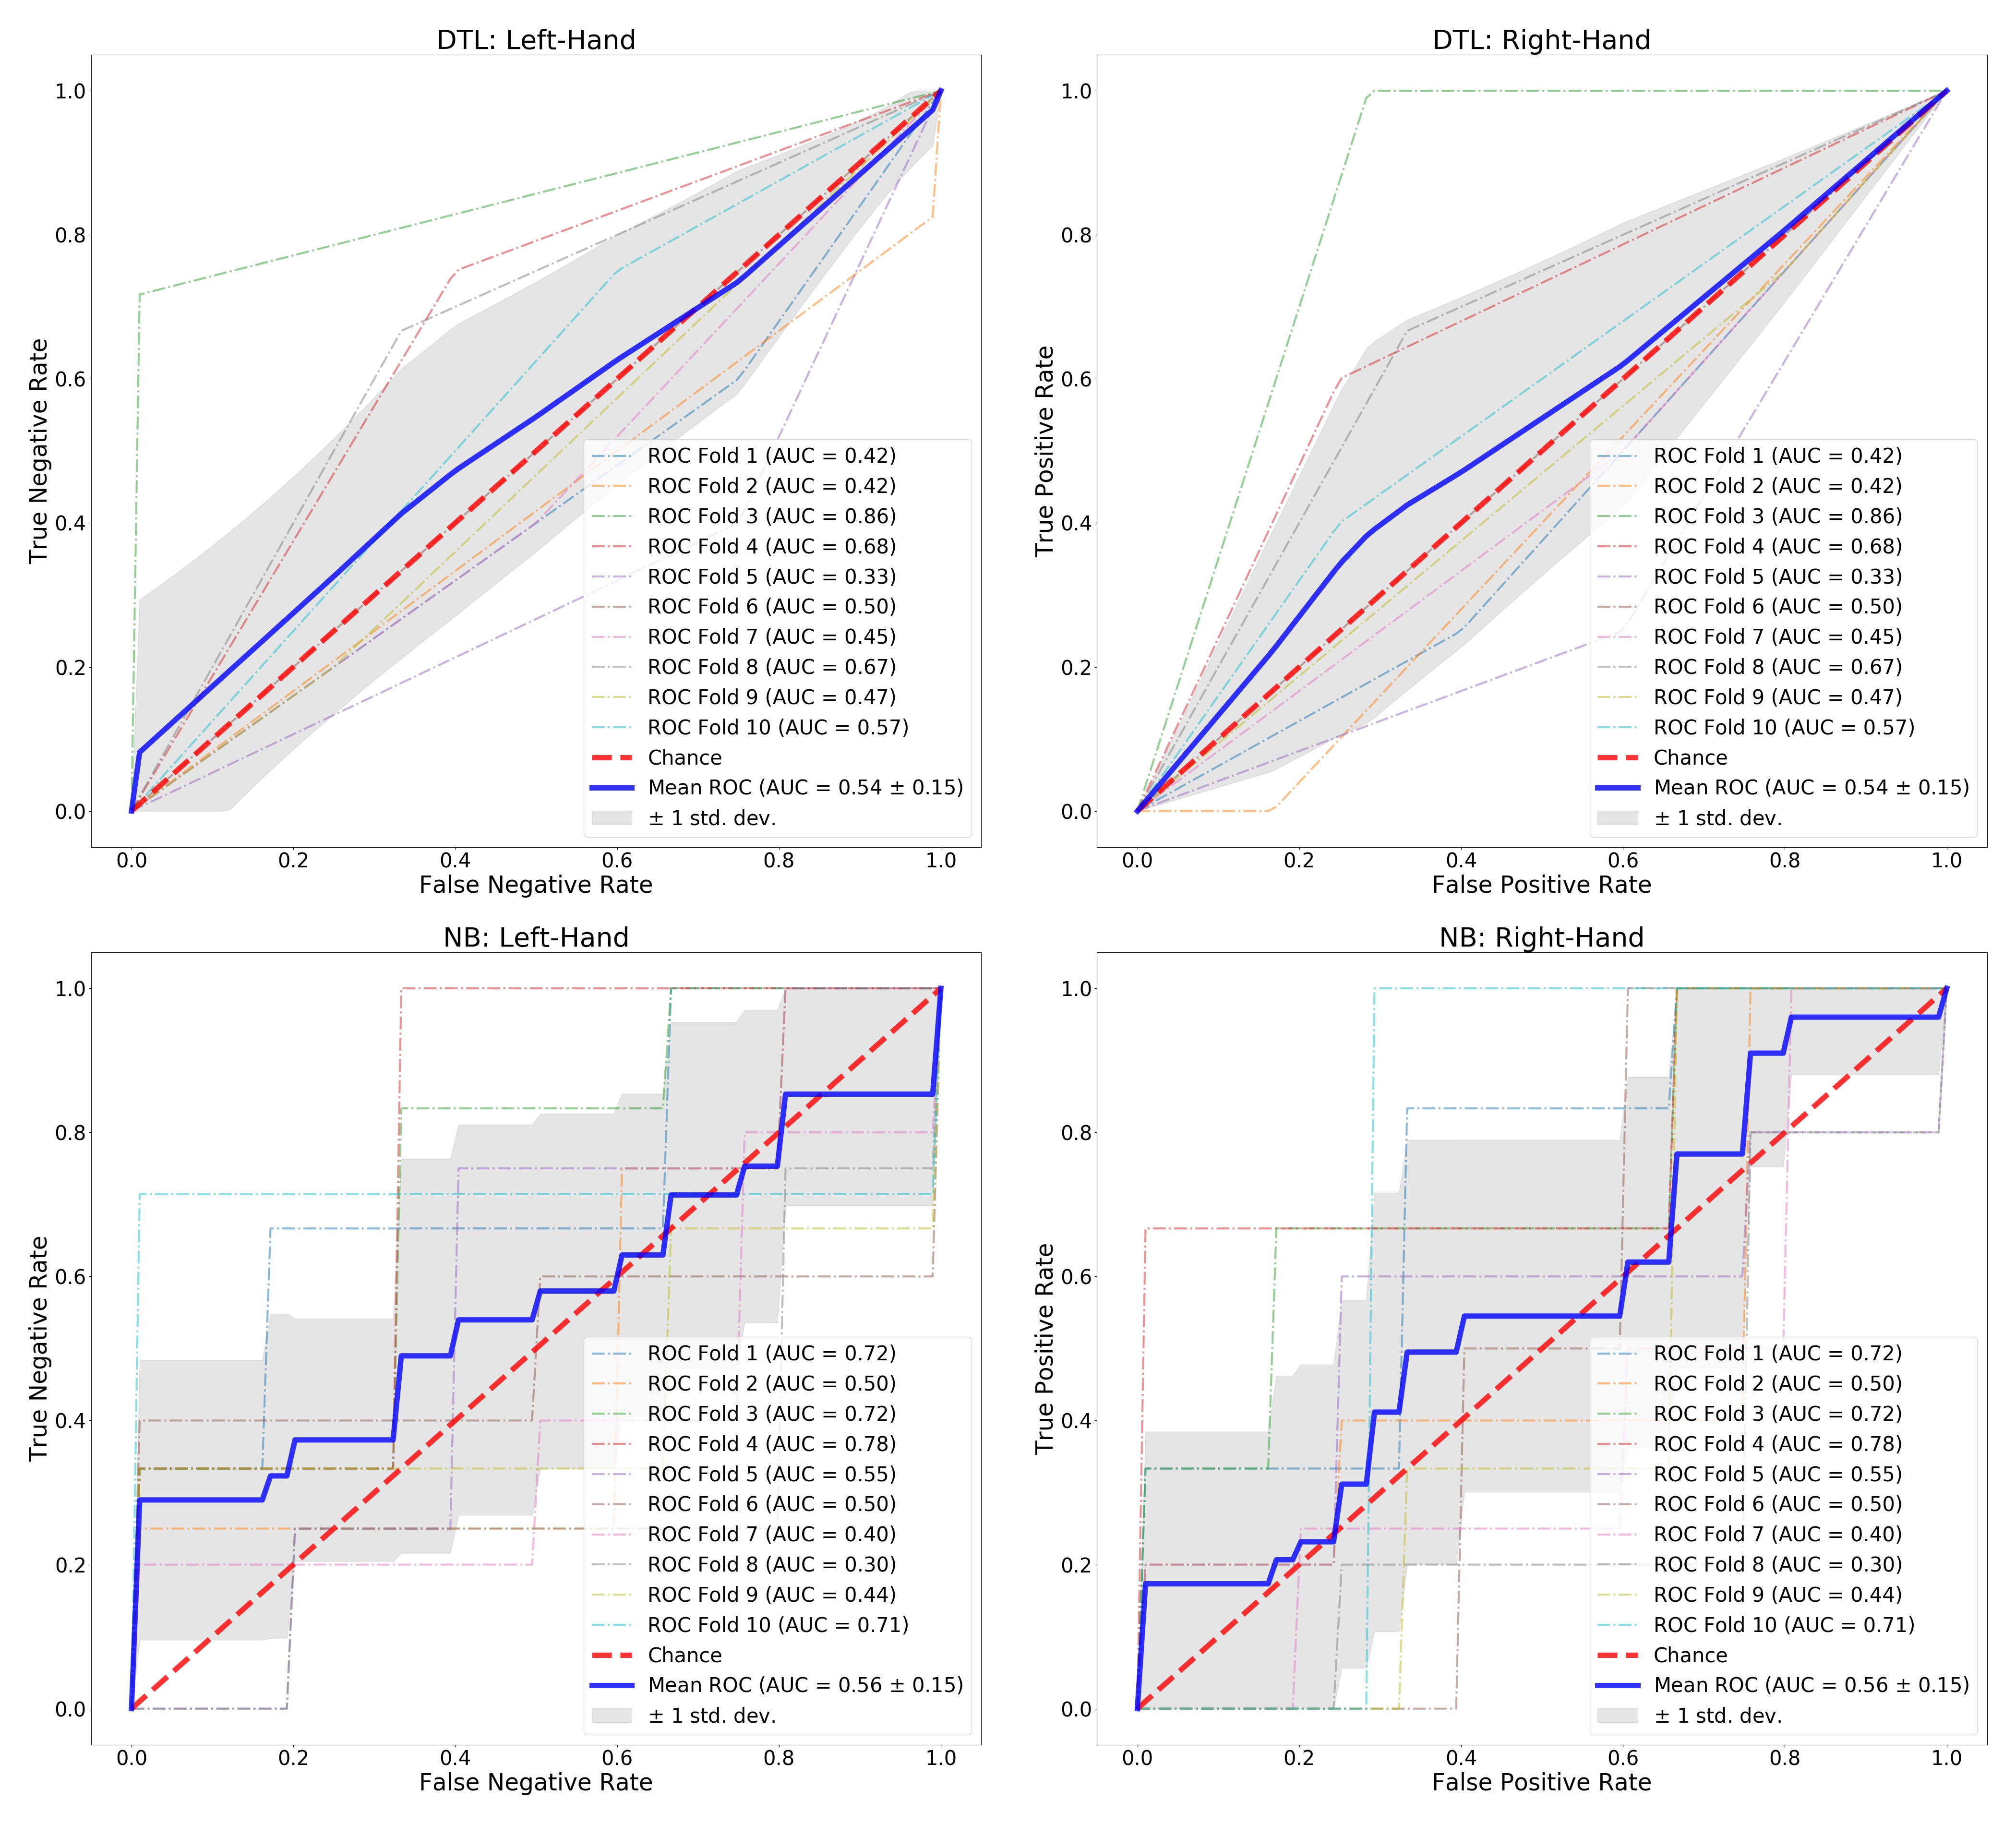 DTL: Left-Hand
True Negative Rate
1.0
0.8
0.6
0.4
0.2
0.0
ROC Fold 1 (AUC = 0.42)
ROC Fold 2 (AUC = 0.42)
ROC Fold 3 (AUC = 0.86)
ROC Fold 4 (AUC = 0.68)
ROC Fold 5 (AUC = 0.33)
ROC Fold 6 (AUC = 0.50)
ROC Fold 7 (AUC = 0.45)
ROC Fold 8 (AUC = 0.67)
ROC Fold 9 (AUC = 0.47)
ROC Fold 10 (AUC = 0.57)
Chance
Mean ROC (AUC = 0.54 ± 0.15)
± 1 std. dev.
0.0 0.2 0.4 0.6 0.8 1.0
False Negative Rate
DTL: Right-Hand
True Positive Rate
1.0
0.8
0.6
0.4
0.2
0.0
ROC Fold 1 (AUC = 0.42)
ROC Fold 2 (AUC = 0.42)
ROC Fold 3 (AUC = 0.86)
ROC Fold 4 (AUC = 0.68)
ROC Fold 5 (AUC = 0.33)
ROC Fold 6 (AUC = 0.50)
ROC Fold 7 (AUC = 0.45)
ROC Fold 8 (AUC = 0.67)
ROC Fold 9 (AUC = 0.47)
ROC Fold 10 (AUC = 0.57)
Chance
Mean ROC (AUC = 0.54 ± 0.15)
± 1 std. dev.
0.0 0.2 0.4 0.6 0.8 1.0
False Positive Rate
NB: Left-Hand
True Negative Rate
1.0
0.8
0.6
0.4
0.2
0.0
ROC Fold 1 (AUC = 0.72)
ROC Fold 2 (AUC = 0.50)
ROC Fold 3 (AUC = 0.72)
ROC Fold 4 (AUC = 0.78)
ROC Fold 5 (AUC = 0.55)
ROC Fold 6 (AUC = 0.50)
ROC Fold 7 (AUC = 0.40)
ROC Fold 8 (AUC = 0.30)
ROC Fold 9 (AUC = 0.44)
ROC Fold 10 (AUC = 0.71)
Chance
Mean ROC (AUC = 0.56 ± 0.15)
± 1 std. dev.
0.0 0.2 0.4 0.6 0.8 1.0
False Negative Rate
NB: Right-Hand
True Positive Rate
1.0
0.8
0.6
0.4
0.2
0.0
ROC Fold 1 (AUC = 0.72)
ROC Fold 2 (AUC = 0.50)
ROC Fold 3 (AUC = 0.72)
ROC Fold 4 (AUC = 0.78)
ROC Fold 5 (AUC = 0.55)
ROC Fold 6 (AUC = 0.50)
ROC Fold 7 (AUC = 0.40)
ROC Fold 8 (AUC = 0.30)
ROC Fold 9 (AUC = 0.44)
ROC Fold 10 (AUC = 0.71)
Chance
Mean ROC (AUC = 0.56 ± 0.15)
± 1 std. dev.
0.0 0.2 0.4 0.6 0.8 1.0
False Positive Rate